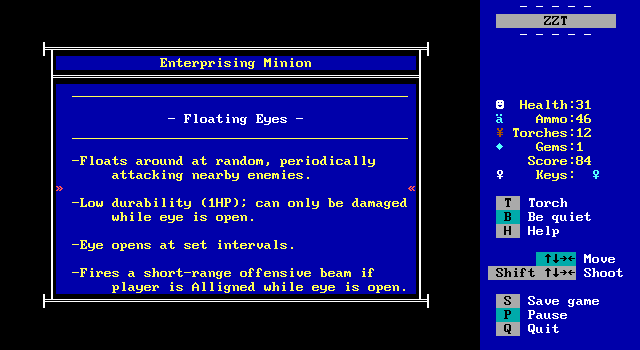 Enterprising Minion
- Floating Eyes -
-Floats around at random, periodically
attacking nearby enemies.
» «
-Low durability (1HP); can only be damaged
while eye is open.
-Eye opens at set intervals.
-Fires a short-range offensive beam if
player is Alligned while eye is open.
- - - - -
ZZT
- - - - -
Health:31
Ammo:46
Torches:12
Gems:1
Score:84
Keys: ♀
T Torch
B Be quiet
H Help
↑↓→← Move
Shift ↑↓→← Shoot
S Save game
P Pause
Q Quit